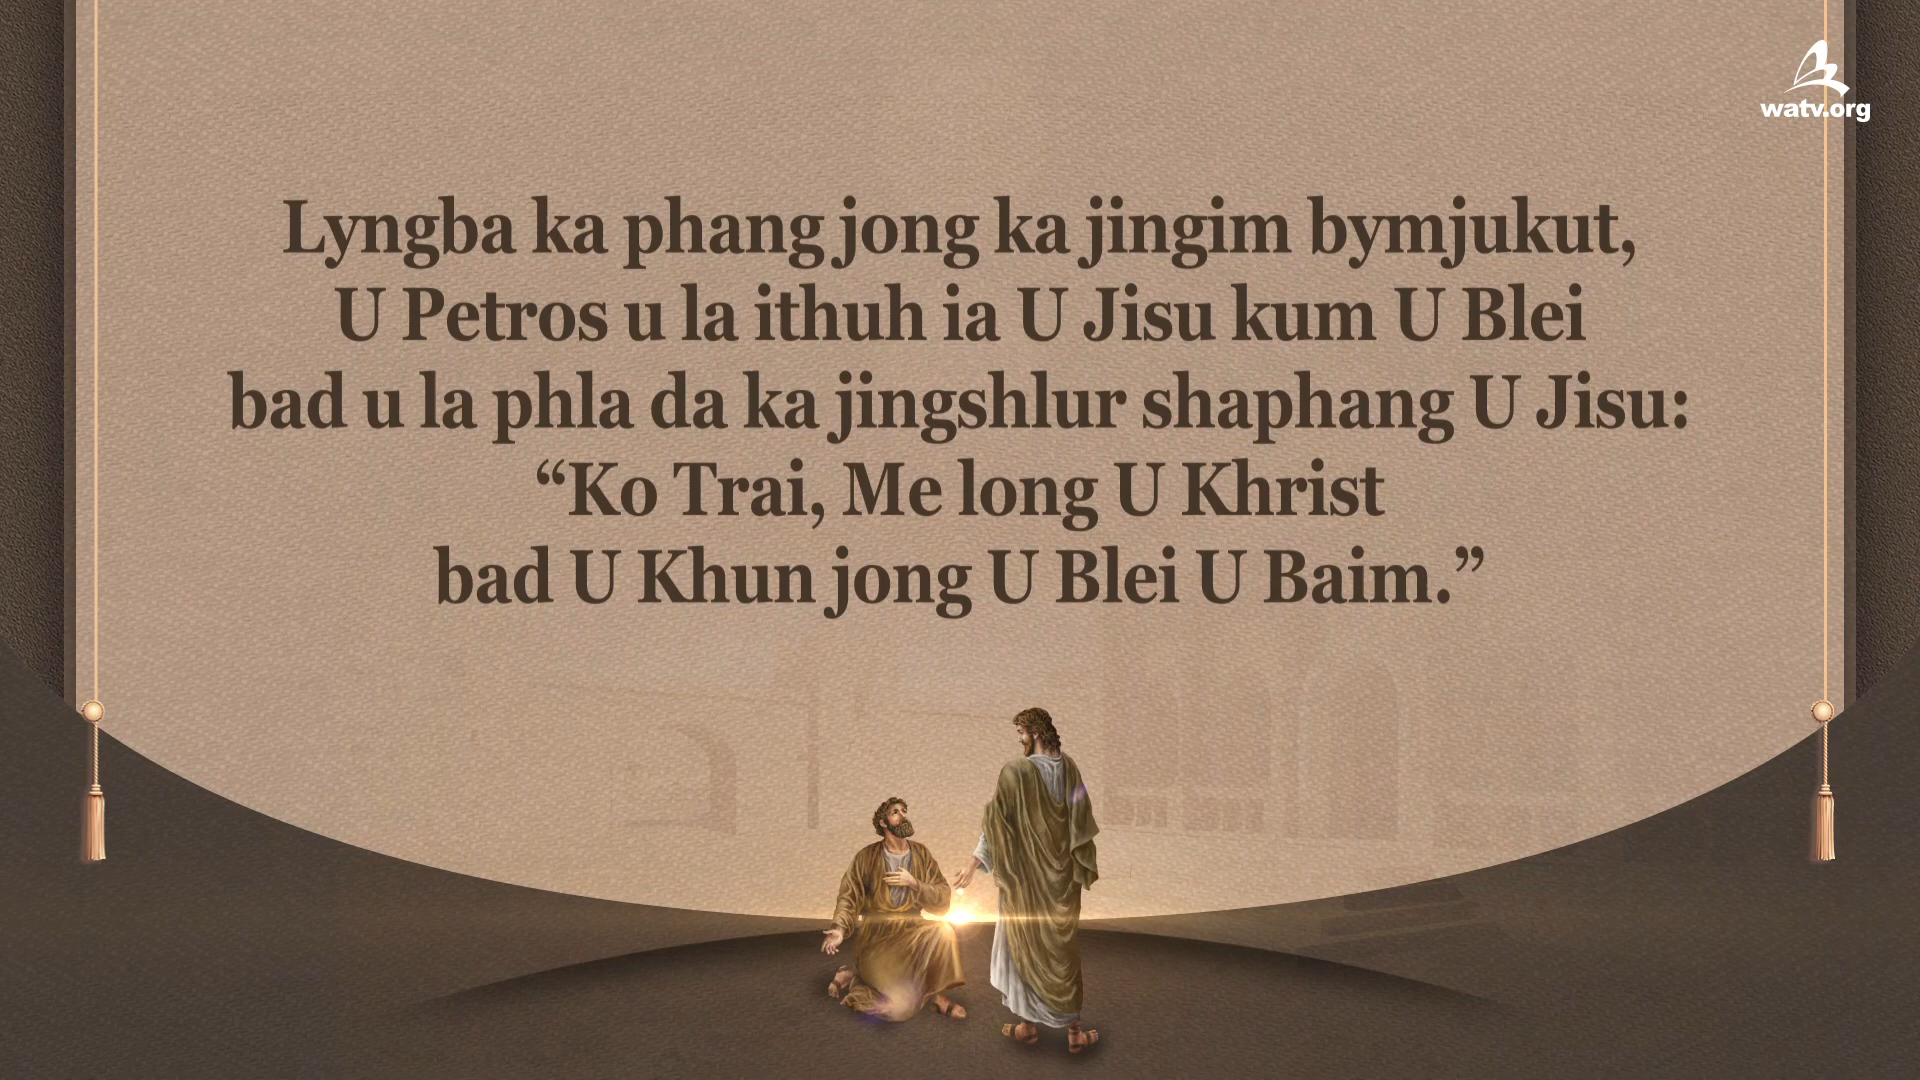 watv.org
Lyngba ka phang jong ka jingim bymjukut,
U Petros u la ithuh ia U Jisu kum U Blei
bad u la phla da ka jingshlur shaphang U Jisu:
“Ko Trai, Me long U Khrist
bad U Khun jong U Blei U Baim.”